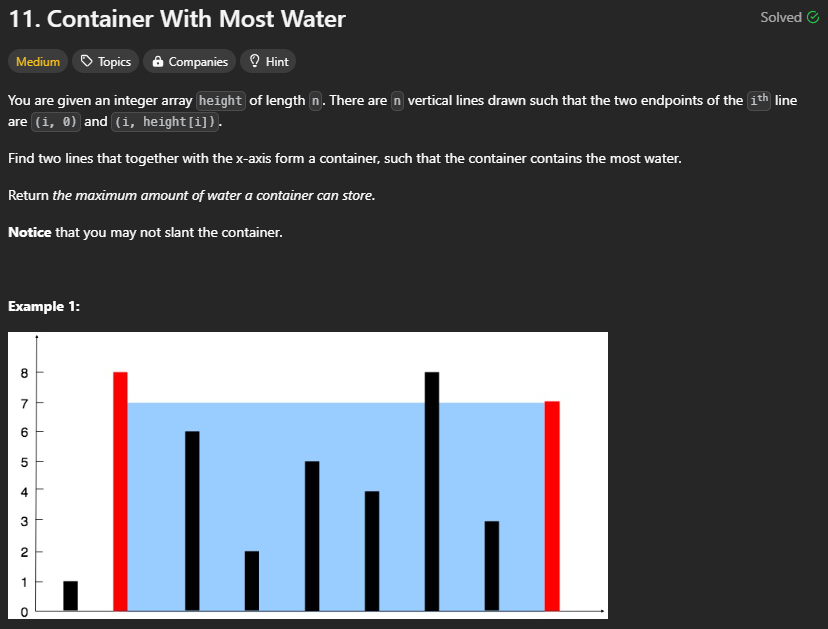 11. Container With Most Water
Solved
Medium Topics Companies Hint
You are given an integer array height of length n. There are n vertical lines drawn such that the two endpoints of the ith line
are (i, 0) and (i, height[i]).
Find two lines that together with the x-axis form a container, such that the container contains the most water.
Return the maximum amount of water a container can store.
Notice that you may not slant the container.
Example 1:
8
7
6
5
4
3
2
1
0